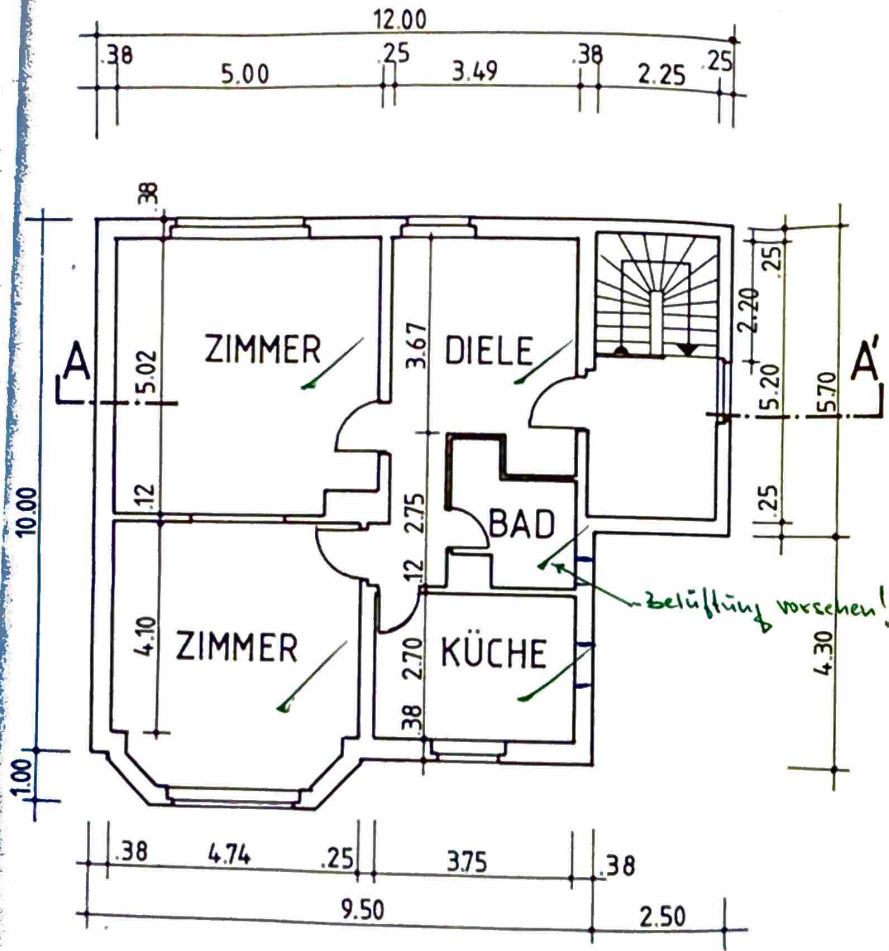 12.00
.38 5.00 .25 3.49 .38 2.25 .25
.38
.25
2.20
ZIMMER
DIELE
3.67
5.02
A
A'
5.20
5.70
10.00
.12
2.75
BAD
.25
.12
Belüftung vorsehen!
4.10
ZIMMER
2.70
KÜCHE
4.30
.38
1.00
.38 4.74 .25 3.75 .38
9.50 2.50